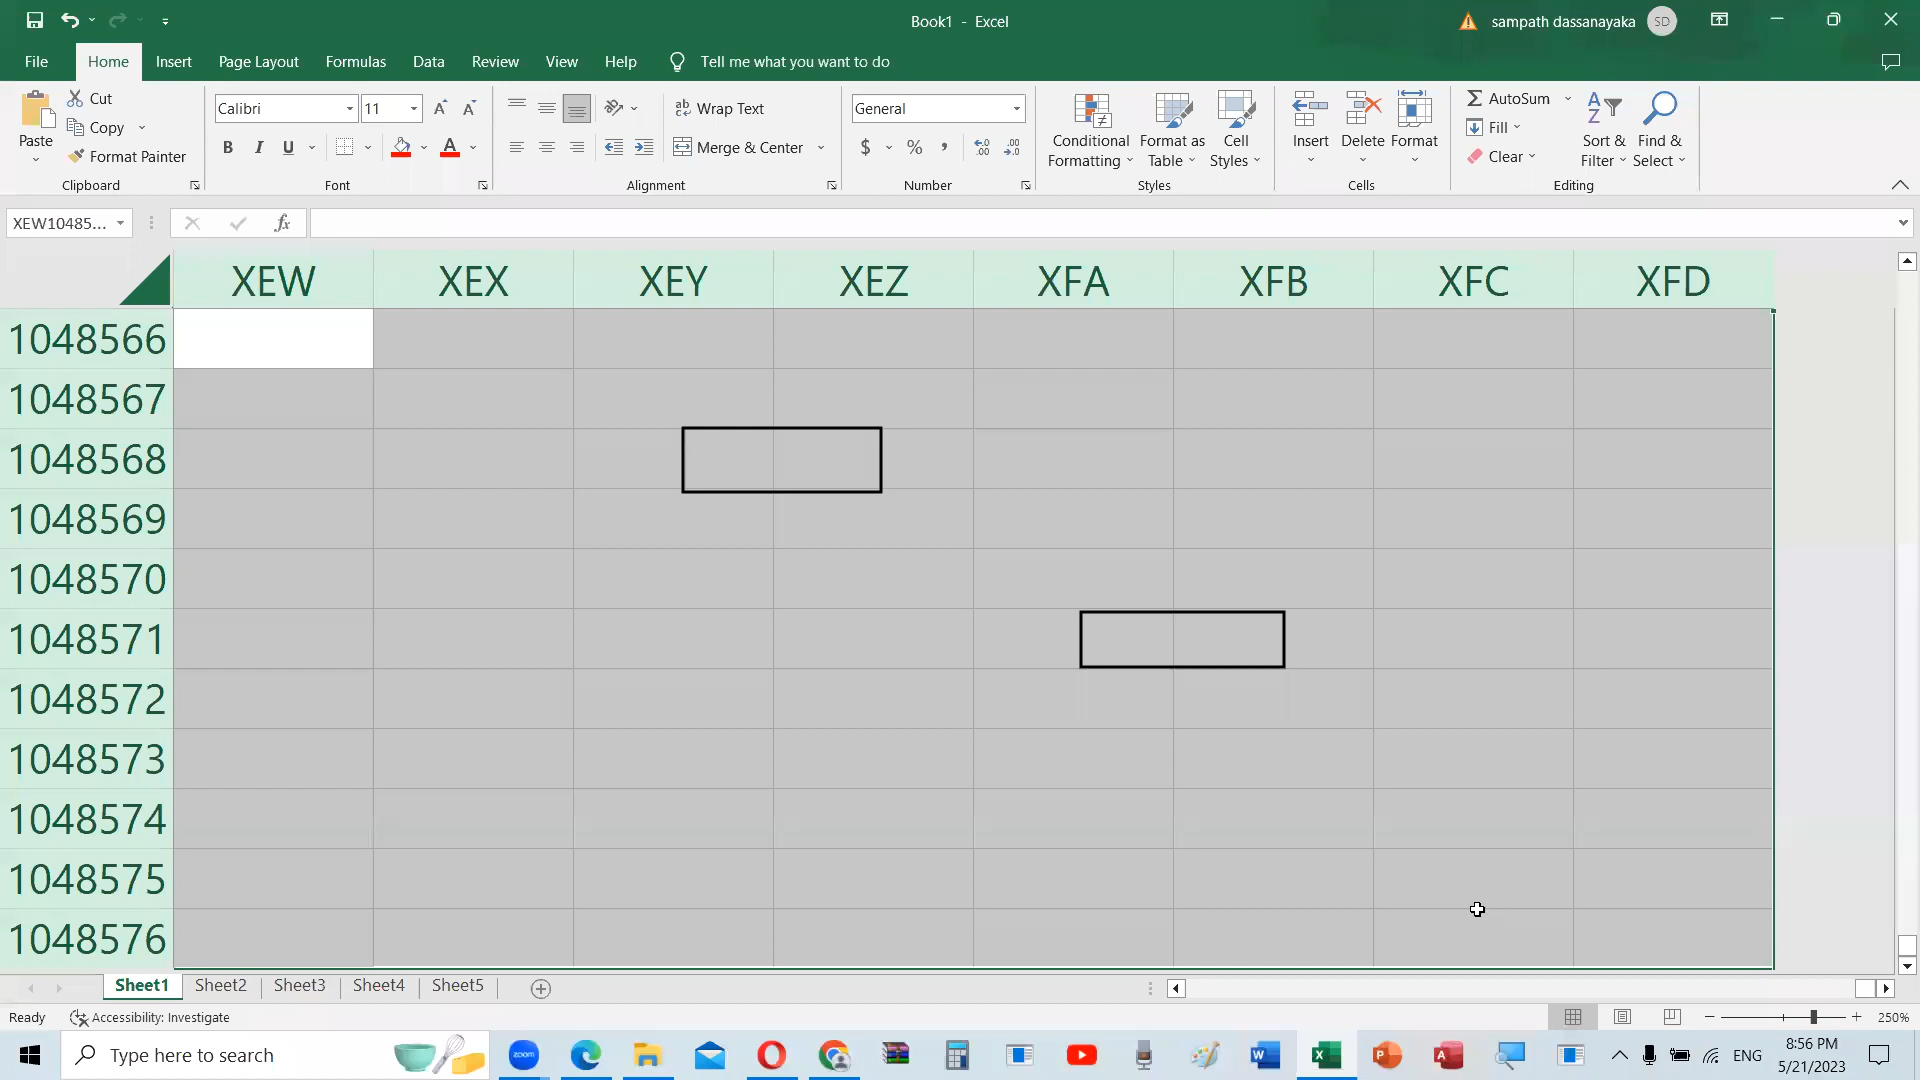 Book1 - Excel
sampath dassanayaka
SD
File
Home
Insert
Page Layout
Formulas
Data
Review
View
Help
Tell me what you want to do
Paste
Cut
Copy
Format Painter
Clipboard
Calibri
11
B
I
U
A
Font
Wrap Text
Merge & Center
Alignment
General
$ % ,
Number
Conditional
Formatting
Format as
Table
Cell
Styles
Styles
Insert
Delete
Format
Cells
AutoSum
Fill
Clear
Sort &
Filter
Find &
Select
Editing
XEW10485...
fx
XEW XEX XEY XEZ XFA XFB XFC XFD
1048566
1048567
1048568
1048569
1048570
1048571
1048572
1048573
1048574
1048575
1048576
Sheet1
Sheet2
Sheet3
Sheet4
Sheet5
Ready
Accessibility: Investigate
250%
Type here to search
zoom
ENG
8:56 PM
5/21/2023